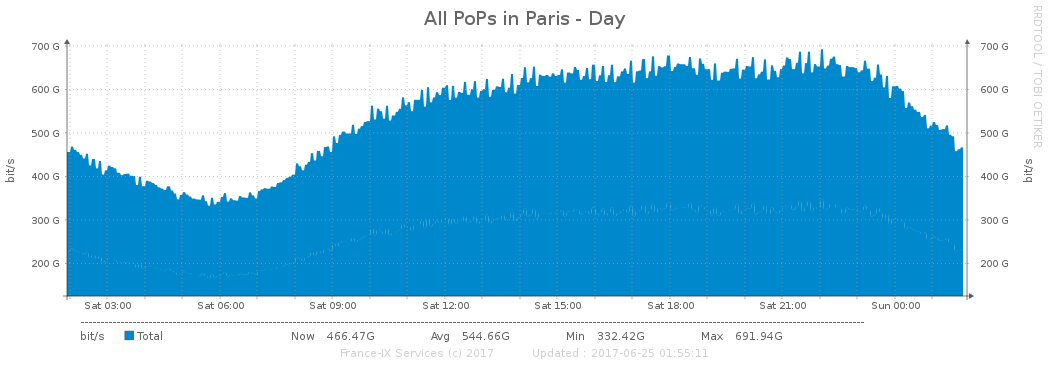 All PoPs in Paris - Day
RRDTOOL / TOBI OETIKER
bit/s
700 G
600 G
500 G
400 G
300 G
200 G
700 G
600 G
500 G
400 G
300 G
200 G
bit/s
Sat 03:00 Sat 06:00 Sat 09:00 Sat 12:00 Sat 15:00 Sat 18:00 Sat 21:00 Sun 00:00
bit/s Total Now 466.47G Avg 544.66G Min 332.42G Max 691.94G
France-IX Services (c) 2017 Updated : 2017-06-25 01:55:11